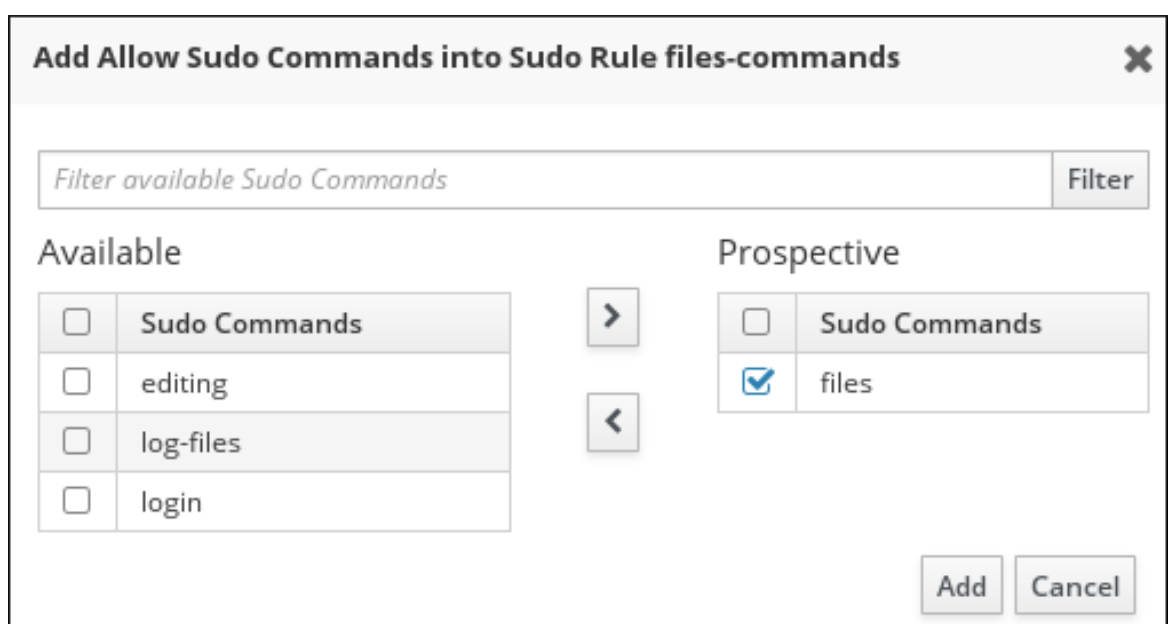 Add Allow Sudo Commands into Sudo Rule files-commands
Filter available Sudo Commands
Filter
Available
Prospective
Sudo Commands
Sudo Commands
editing
files
log-files
login
Add
Cancel